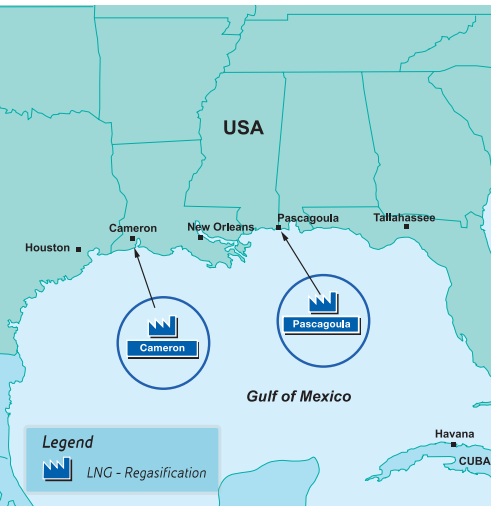 USA
Cameron
New Orleans
Pascagoula
Tallahassee
Houston
Pascagoula
Cameron
Gulf of Mexico
Legend
LNG - Regasification
Havana
CUBA